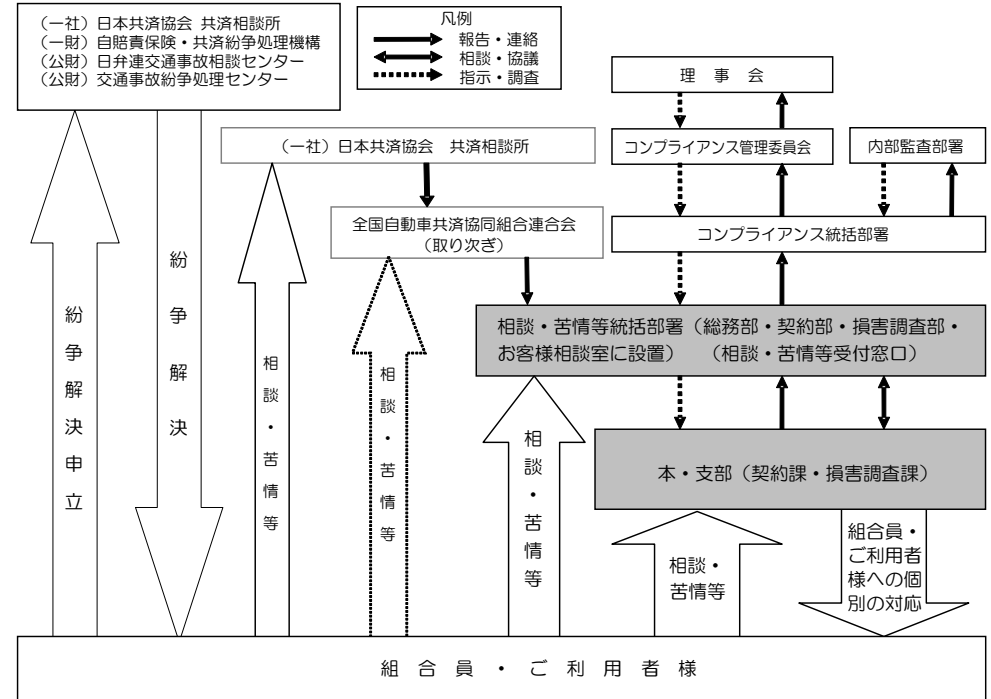 (一社)日本共済協会 共済相談所
(一財)自賠責保険・共済紛争処理機構
(公財)日弁連交通事故相談センター
(公財)交通事故紛争処理センター
凡例
報告・連絡
相談・協議
指示・調査
理 事 会
(一社)日本共済協会 共済相談所
コンプライアンス管理委員会
内部監査部署
全国自動車共済協同組合連合会
(取り次ぎ)
コンプライアンス統括部署
相談・苦情等統括部署(総務部・契約部・損害調査部・
お客様相談室に設置) (相談・苦情等受付窓口)
本・支部(契約課・損害調査課)
紛争解決申立
紛争解決
相談・苦情等
相談・苦情等
相談・苦情等
相談・
苦情等
組合員・
ご利用者
様への個
別の対応
組 合 員 ・ ご 利 用 者 様